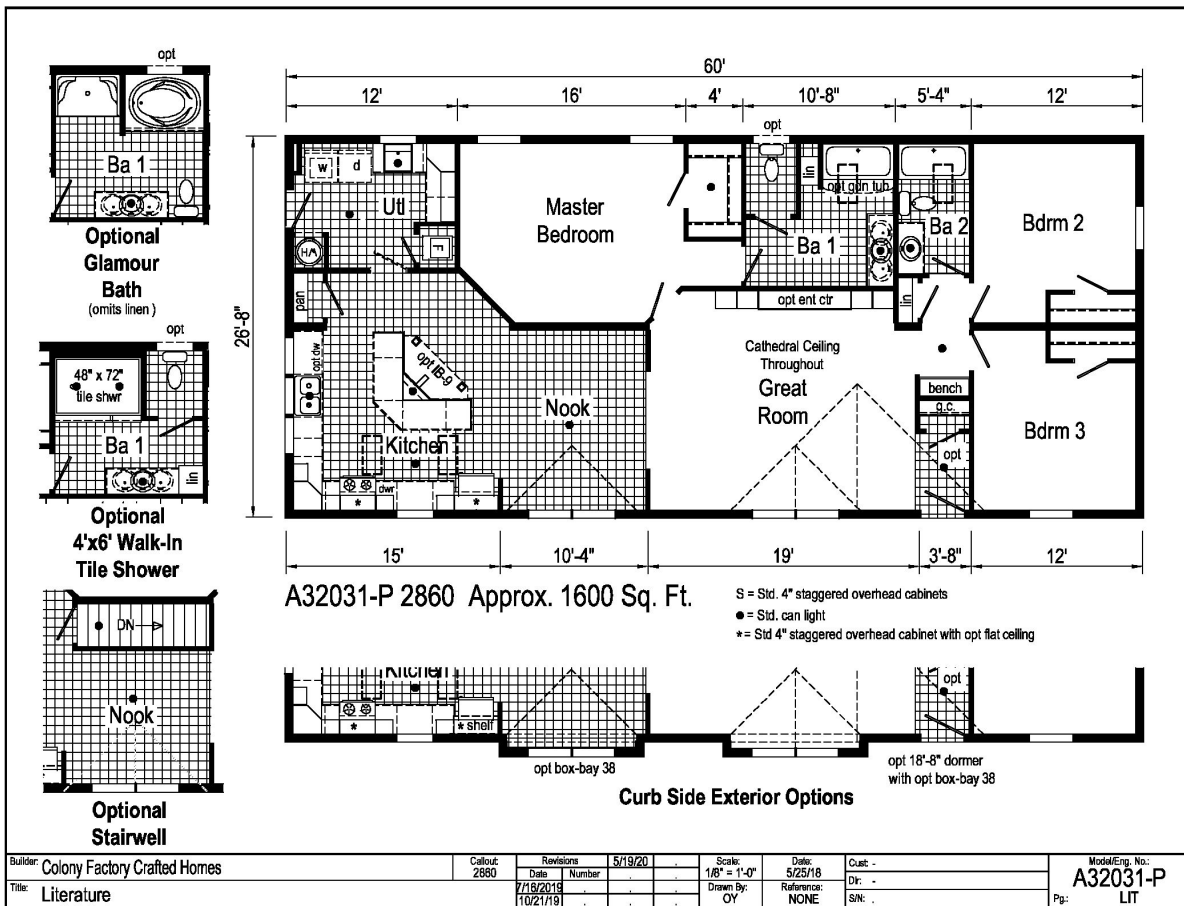 opt
Ba 1
Optional
Glamour
Bath
(omits linen )
opt
48" x 72"
tile shwr
Ba 1
lin
Optional
4'x6' Walk-In
Tile Shower
DN
Nook
Optional
Stairwell
60'
12' 16' 4' 10'-8" 5'-4" 12'
26'-8"
opt
w d
Utl
WH
F
pan
Master
Bedroom
lin
opt gdn tub
Ba 1
Ba 2
lin
Bdrm 2
opt ent ctr
opt dw
opt IB-9
Kitchen
dwr
* *
Nook
Cathedral Ceiling
Throughout
Great
Room
bench
g.c.
opt
Bdrm 3
15' 10'-4" 19' 3'-8" 12'
A32031-P 2860 Approx. 1600 Sq. Ft.
S = Std. 4" staggered overhead cabinets
● = Std. can light
* = Std 4" staggered overhead cabinet with opt flat ceiling
Kitchen
* * shelf
opt
opt box-bay 38
opt 18'-8" dormer
with opt box-bay 38
Curb Side Exterior Options
Builder: Colony Factory Crafted Homes
Title: Literature
Callout:
2860
Revisions 5/19/20 .
Date Number . .
7/16/2019 . . .
10/21/19 . . .
Scale:
1/8" = 1'-0"
Drawn By:
OY
Date:
5/25/18
Reference:
NONE
Cust: -
Dlr: -
S/N: .
Model/Eng. No.:
A32031-P
Pg.: LIT